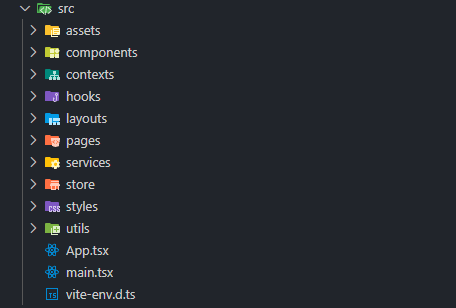 src
assets
components
contexts
hooks
layouts
pages
services
store
styles
utils
App.tsx
main.tsx
vite-env.d.ts